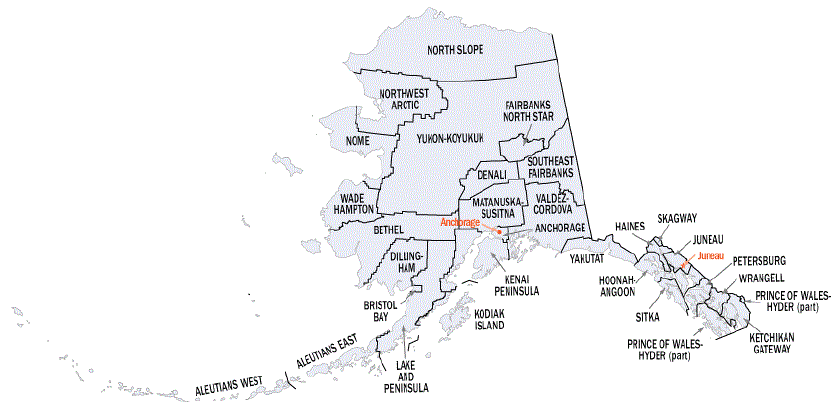 NORTH SLOPE
NORTHWEST
ARCTIC
FAIRBANKS
NORTH STAR
NOME
YUKON-KOYUKUK
SOUTHEAST
FAIRBANKS
DENALI
WADE
HAMPTON
MATANUSKA-
SUSITNA
VALDEZ-
CORDOVA
Anchorage
ANCHORAGE
BETHEL
DILLING-
HAM
YAKUTAT
HAINES
SKAGWAY
JUNEAU
Juneau
PETERSBURG
WRANGELL
HOONAH-
ANGOON
PRINCE OF WALES-
HYDER (part)
SITKA
KENAI
PENINSULA
BRISTOL
BAY
KODIAK
ISLAND
KETCHIKAN
GATEWAY
PRINCE OF WALES-
HYDER (part)
LAKE
AND
PENINSULA
ALEUTIANS EAST
ALEUTIANS WEST